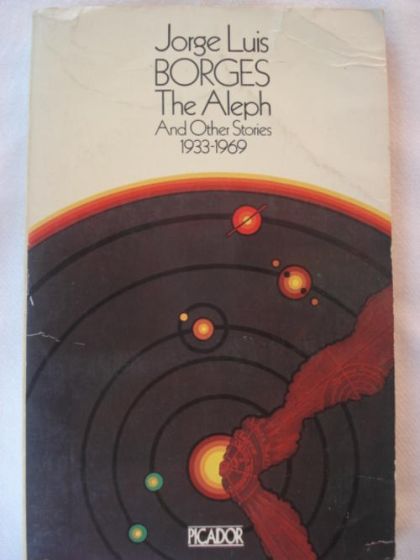 Jorge Luis
BORGES
The Aleph
And Other Stories
1933-1969
PICADOR